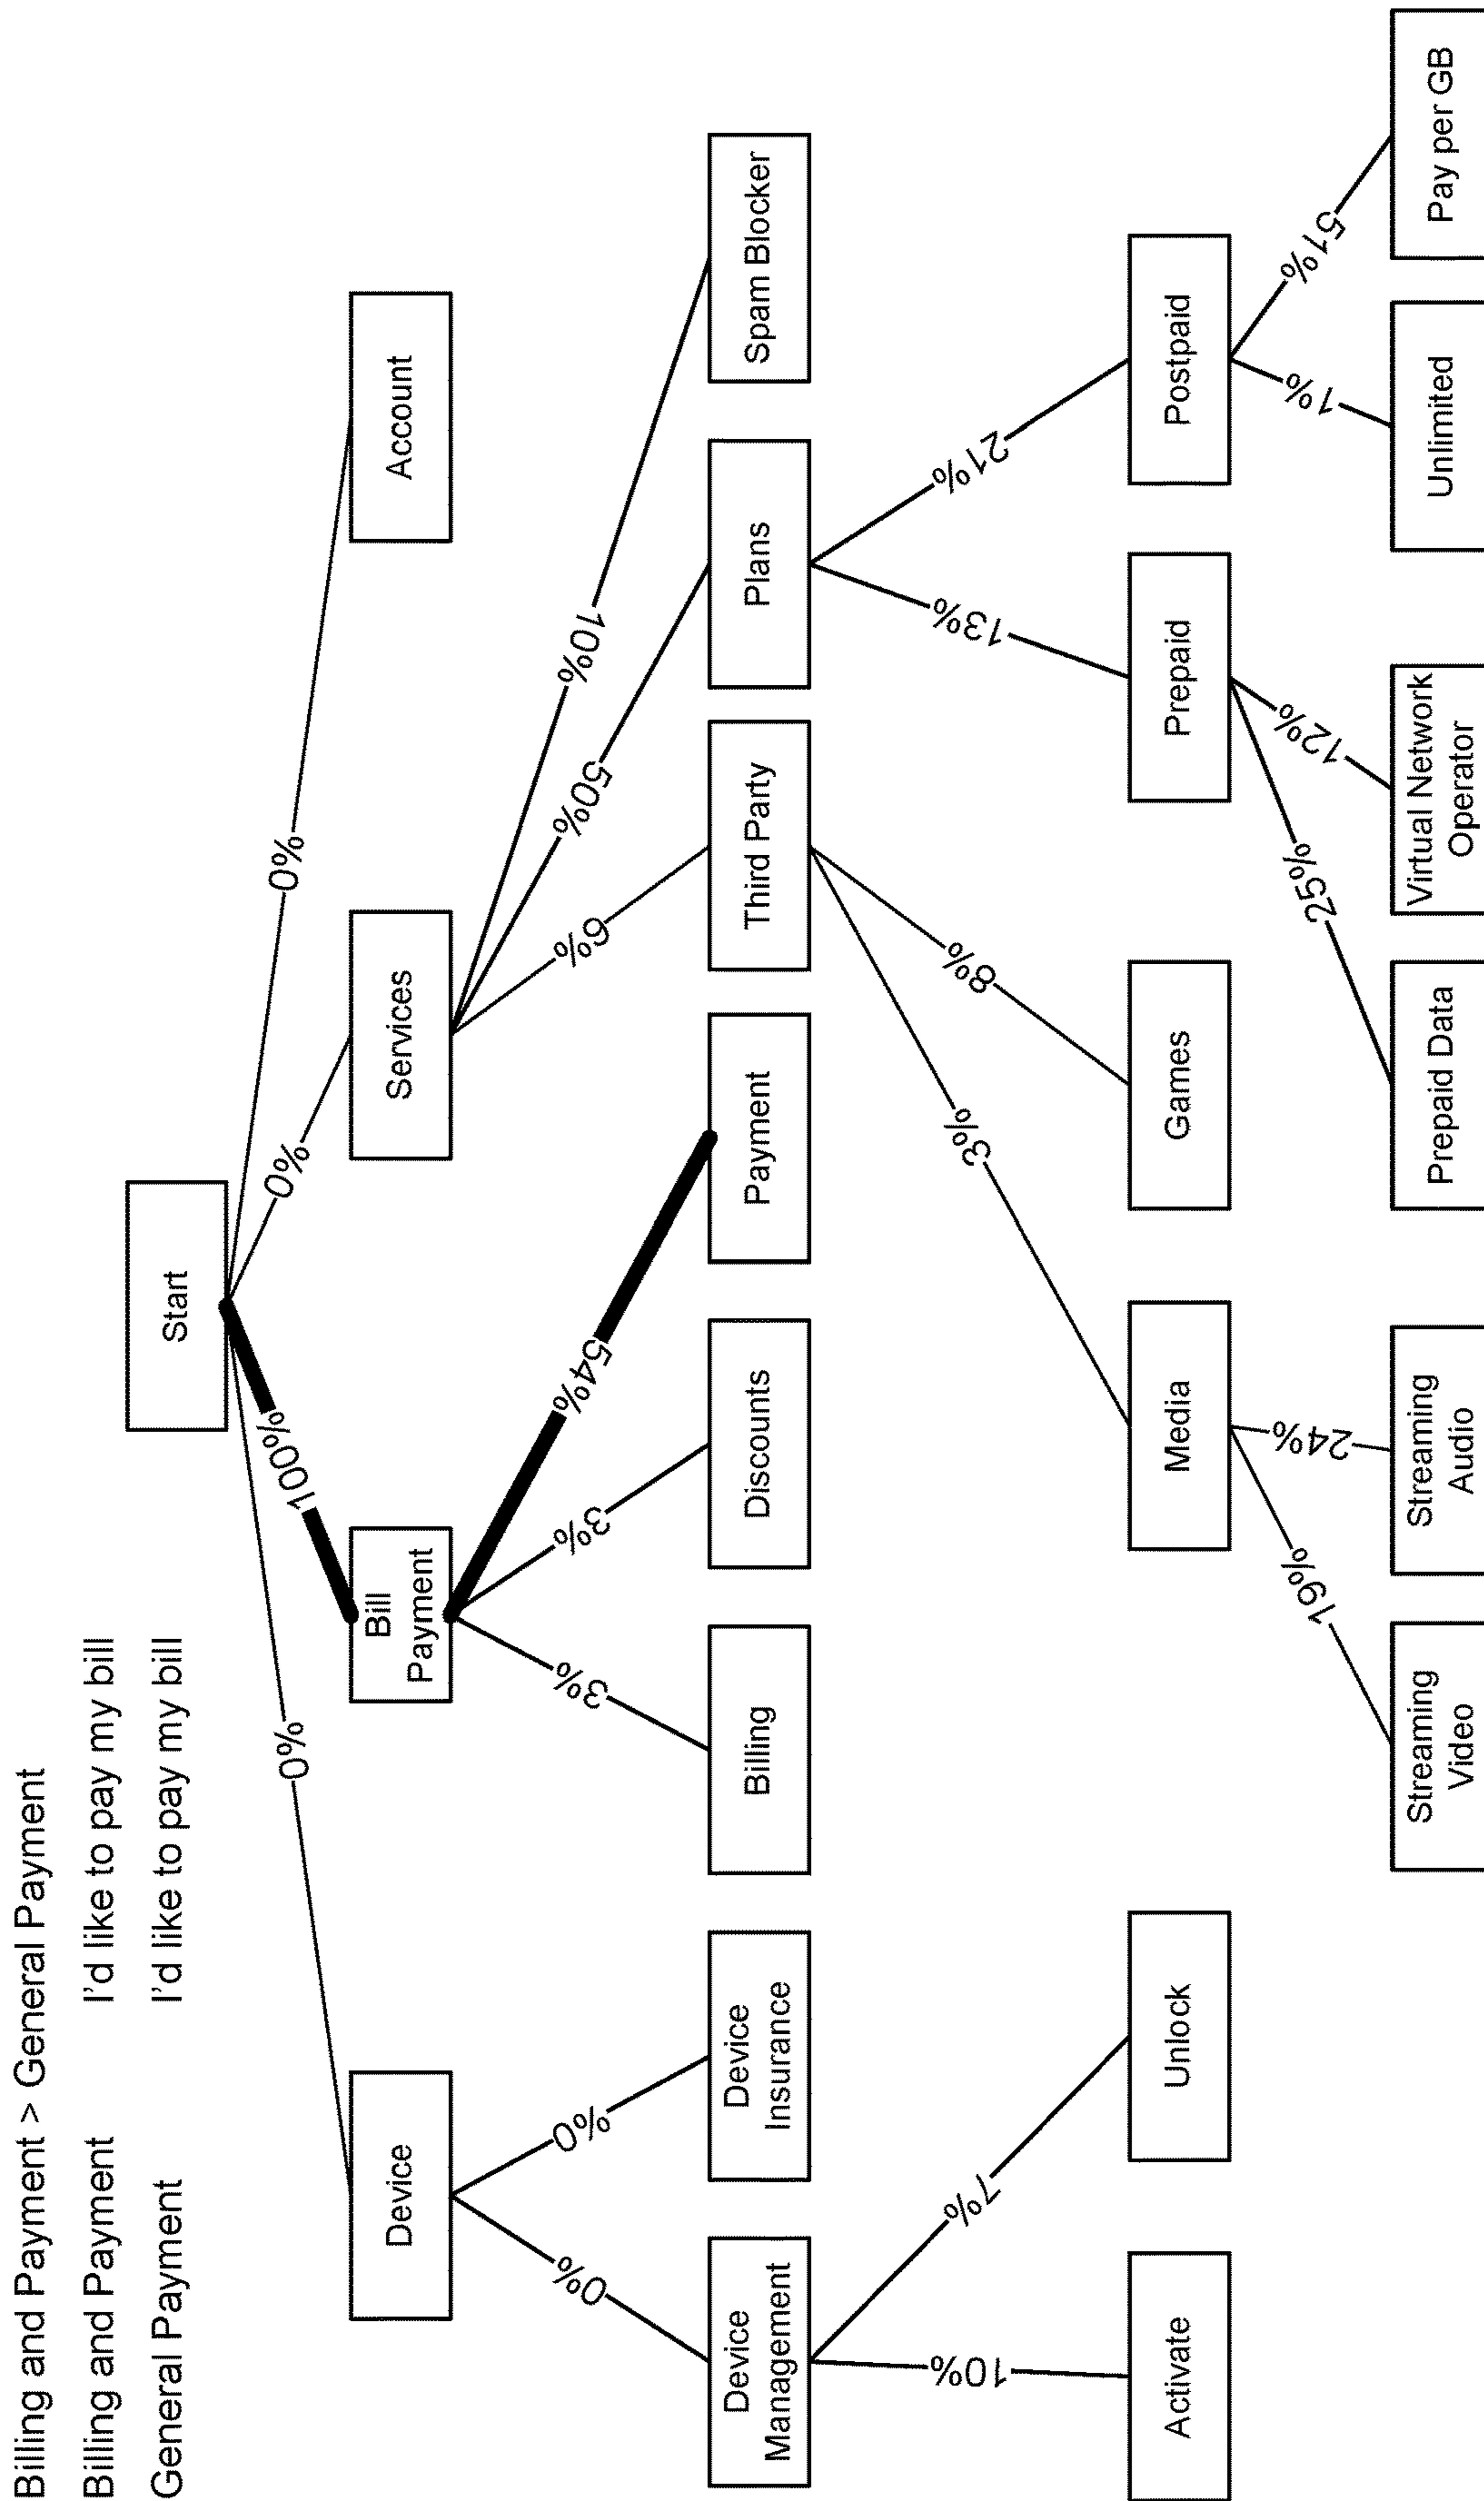 Billing and Payment > General Payment
Billing and Payment I'd like to pay my bill
General Payment I'd like to pay my bill
Start
0%
100%
0%
0%
Device
Bill
Payment
Services
Account
0%
0%
3%
3%
54%
6%
50%
10%
Device
Management
Device
Insurance
Billing
Discounts
Payment
Third Party
Plans
Spam Blocker
10%
7%
3%
8%
13%
21%
Activate
Unlock
Media
Games
Prepaid
Postpaid
19%
24%
25%
12%
1%
51%
Streaming
Video
Streaming
Audio
Prepaid Data
Virtual Network
Operator
Unlimited
Pay per GB